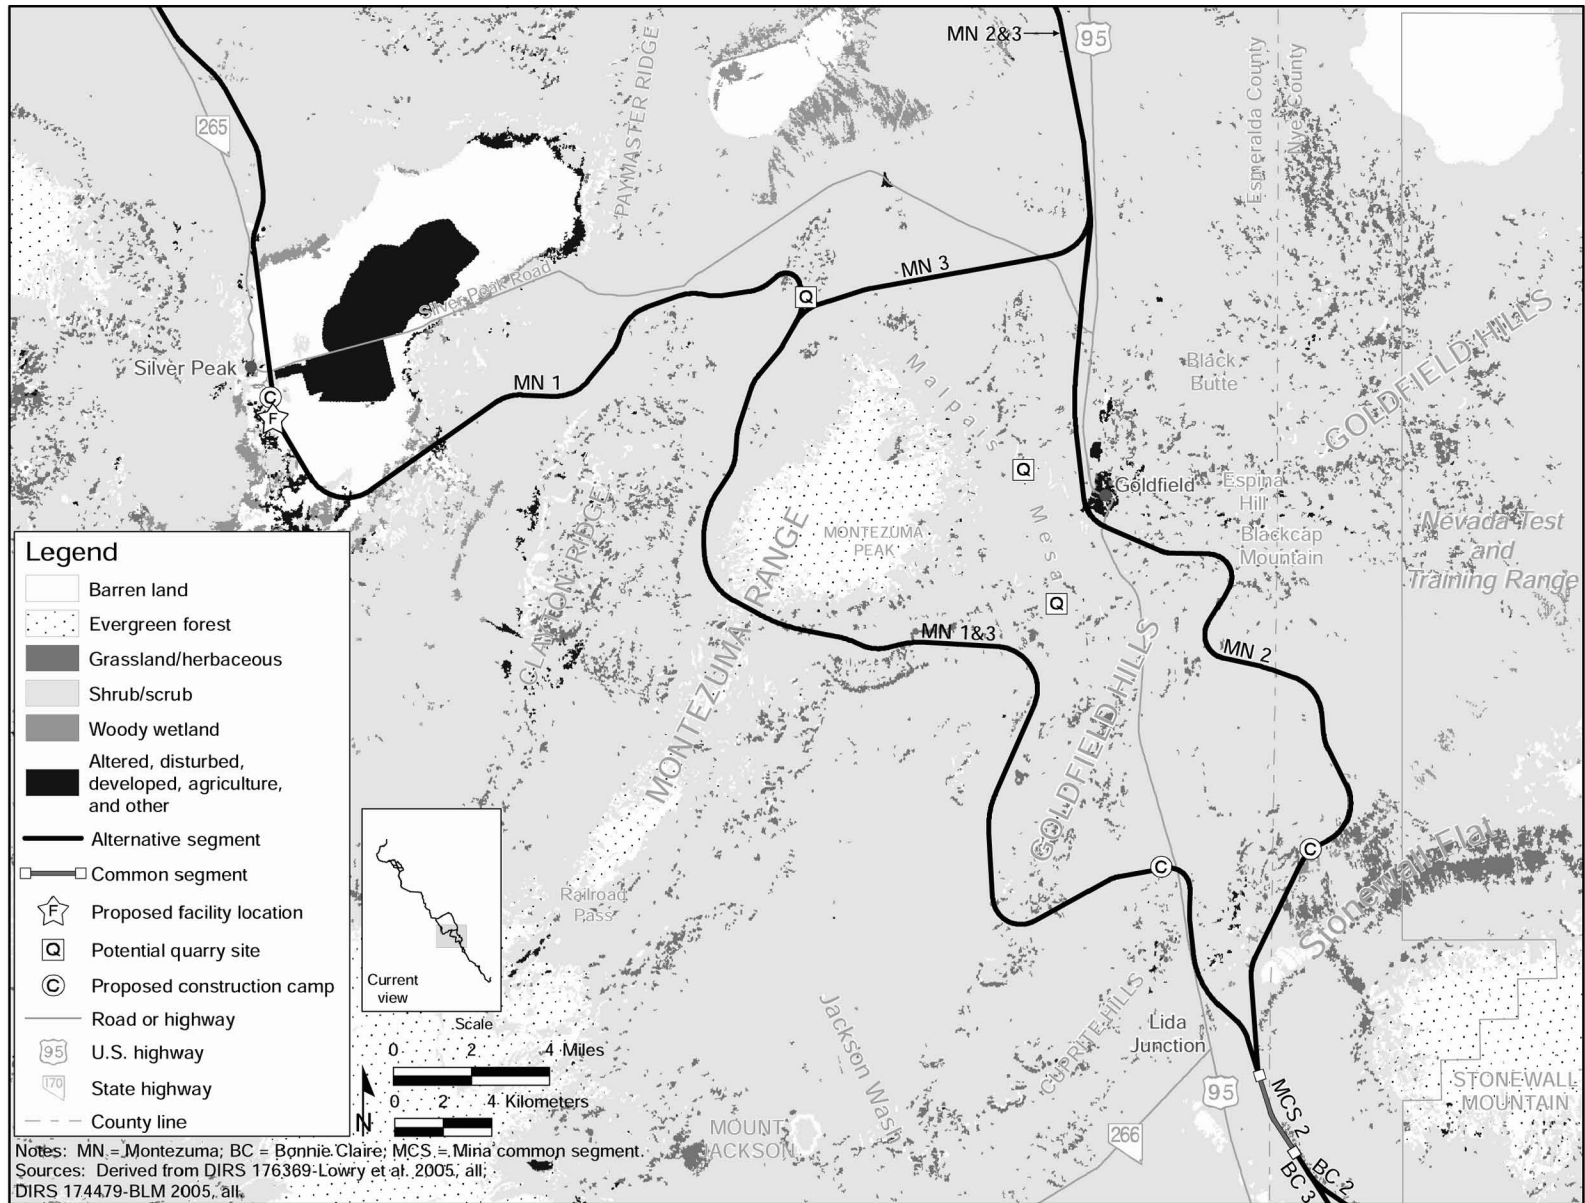 MN 2&3
95
265
PAYMASTER RIDGE
Esmeralda County
Nye County
MN 3
Silver Peak Road
Silver Peak
C
F
MN 1
Q
Malpais
Mesa
Black
Butte
GOLDFIELD HILLS
Q
Goldfield
Espina
Hill
Blackcap
Mountain
Nevada Test
and
Training Range
MONTEZUMA
PEAK
CLAYTON RIDGE
MONTEZUMA RANGE
Q
MN 1&3
MN 2
GOLDFIELD HILLS
C
C
Stonewall Flat
Railroad
Pass
Jackson Wash
CUPRITE HILLS
Lida
Junction
95
266
MOUNT
JACKSON
STONEWALL
MOUNTAIN
MCS 2
BC 2
BC 3
Legend
Barren land
Evergreen forest
Grassland/herbaceous
Shrub/scrub
Woody wetland
Altered, disturbed,
developed, agriculture,
and other
Alternative segment
Common segment
F Proposed facility location
Q Potential quarry site
C Proposed construction camp
Road or highway
95 U.S. highway
170 State highway
County line
Current
view
Scale
0 2 4 Miles
0 2 4 Kilometers
N
Notes: MN = Montezuma; BC = Bonnie Claire; MCS = Mina common segment.
Sources: Derived from DIRS 176369-Lowry et al. 2005, all;
DIRS 174479-BLM 2005, all.